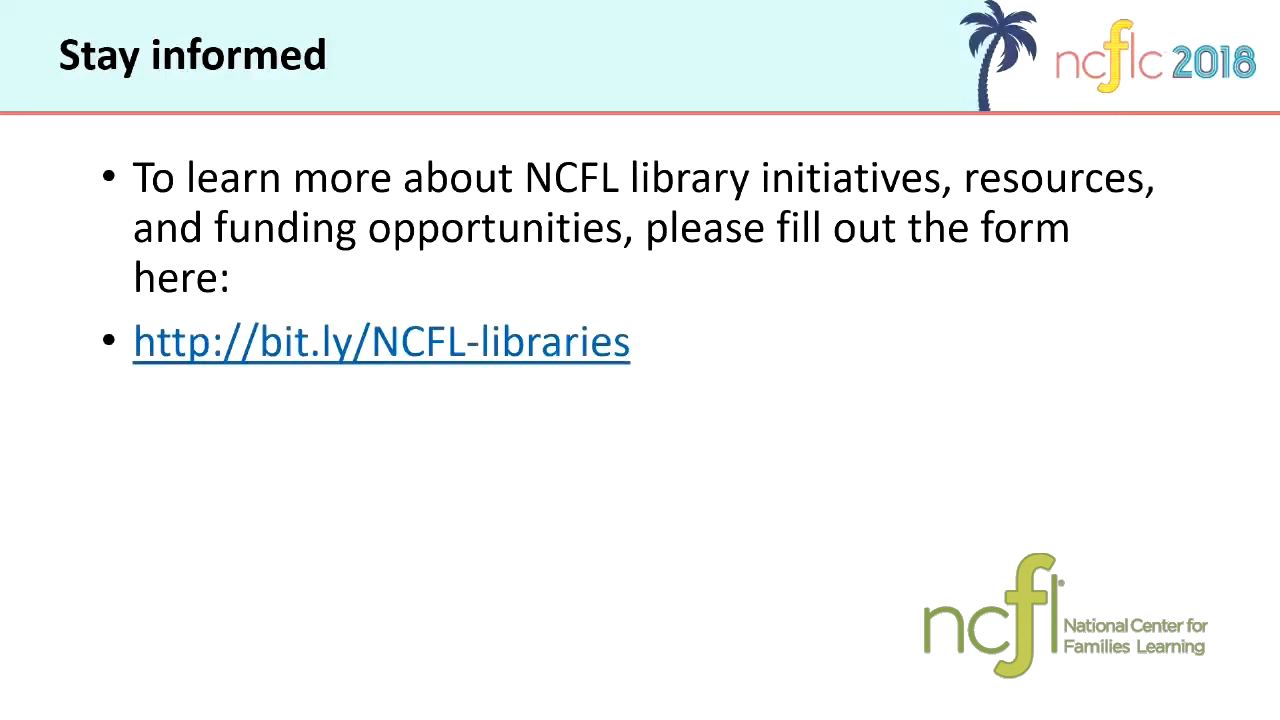 Stay informed
ncflc 2018
• To learn more about NCFL library initiatives, resources,
and funding opportunities, please fill out the form
here:
• http://bit.ly/NCFL-libraries
ncfl
National Center for
Families Learning